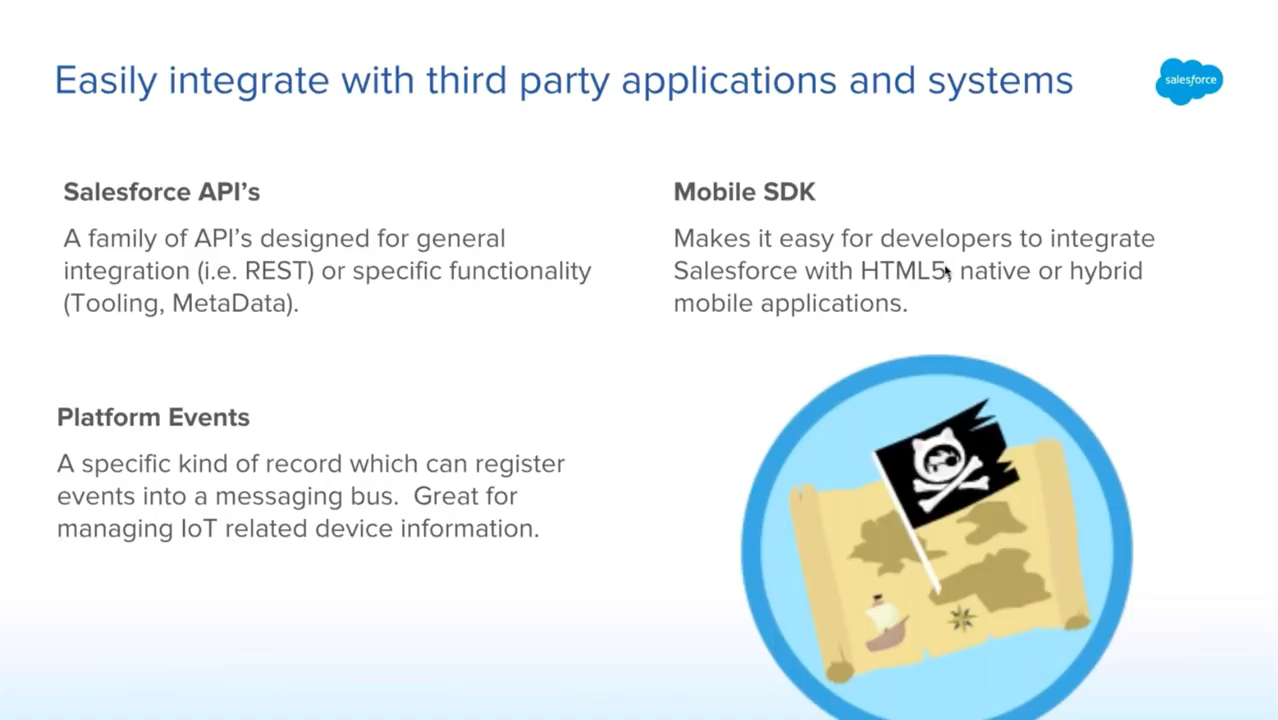 Easily integrate with third party applications and systems
salesforce
Salesforce API’s
A family of API’s designed for general
integration (i.e. REST) or specific functionality
(Tooling, MetaData).
Mobile SDK
Makes it easy for developers to integrate
Salesforce with HTML5, native or hybrid
mobile applications.
Platform Events
A specific kind of record which can register
events into a messaging bus.  Great for
managing IoT related device information.